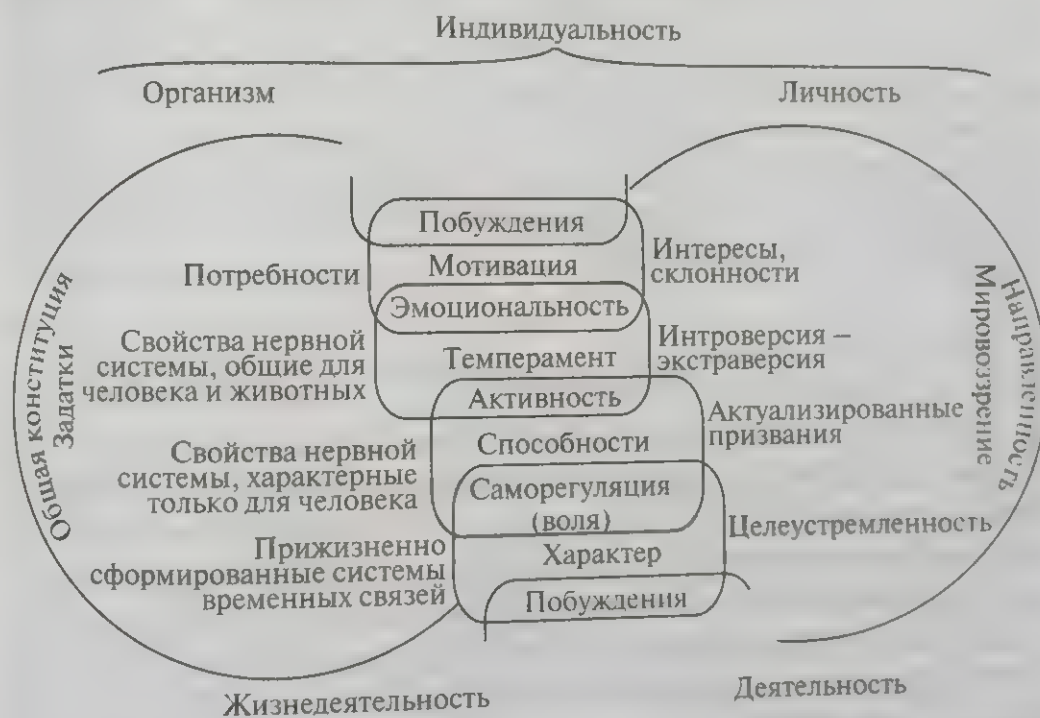 Индивидуальность
Организм
Личность
Побуждения
Потребности
Мотивация
Интересы,
склонности
Эмоциональность
Свойства нервной
системы, общие для
человека и животных
Темперамент
Интроверсия –
экстраверсия
Активность
Актуализированные
призвания
Способности
Свойства нервной
системы, характерные
только для человека
Саморегуляция
(воля)
Целеустремленность
Характер
Прижизненно
сформированные системы
временных связей
Побуждения
Общая конституция
Задатки
Направленность
Мировоззрение
Жизнедеятельность
Деятельность